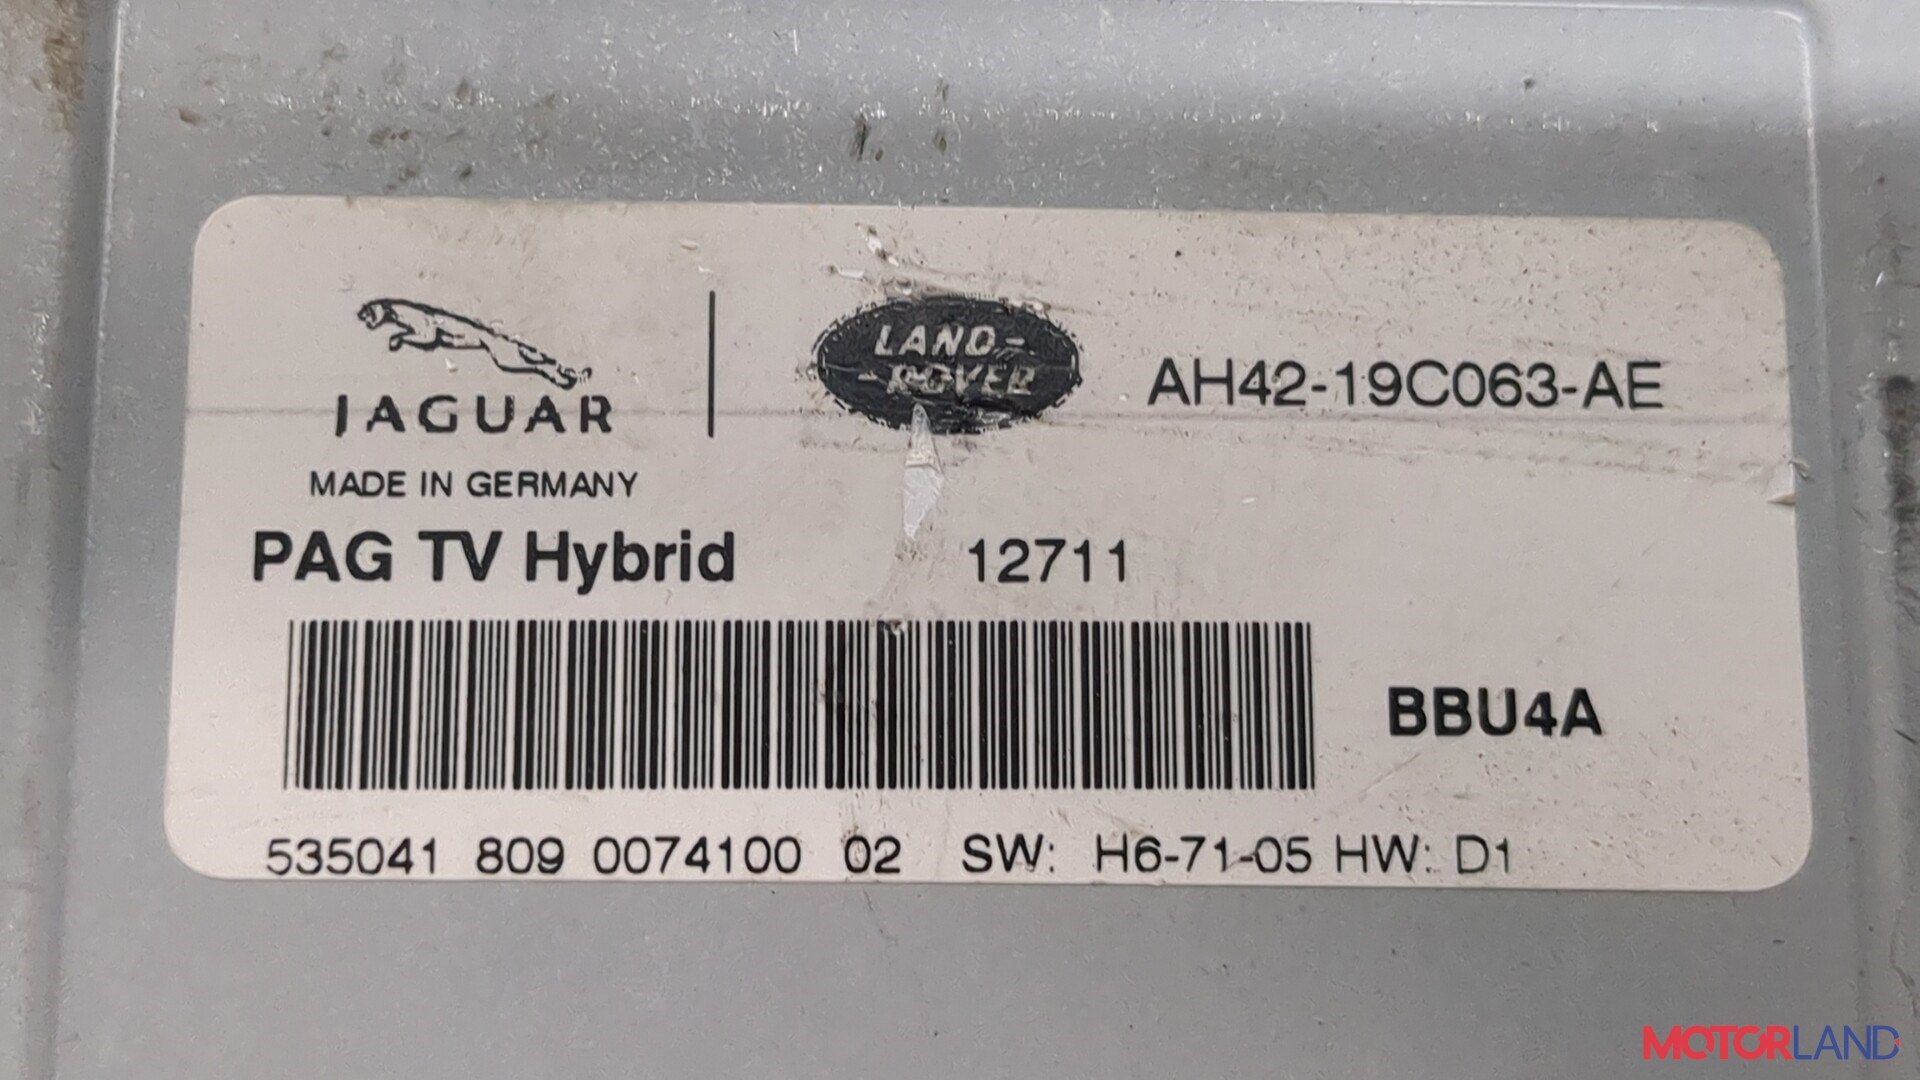 JAGUAR
LAND-
-ROVER
AH42-19C063-AE
MADE IN GERMANY
PAG TV Hybrid 12711
BBU4A
535041 809 0074100 02 SW: H6-71-05 HW: D1
MOTORLAND